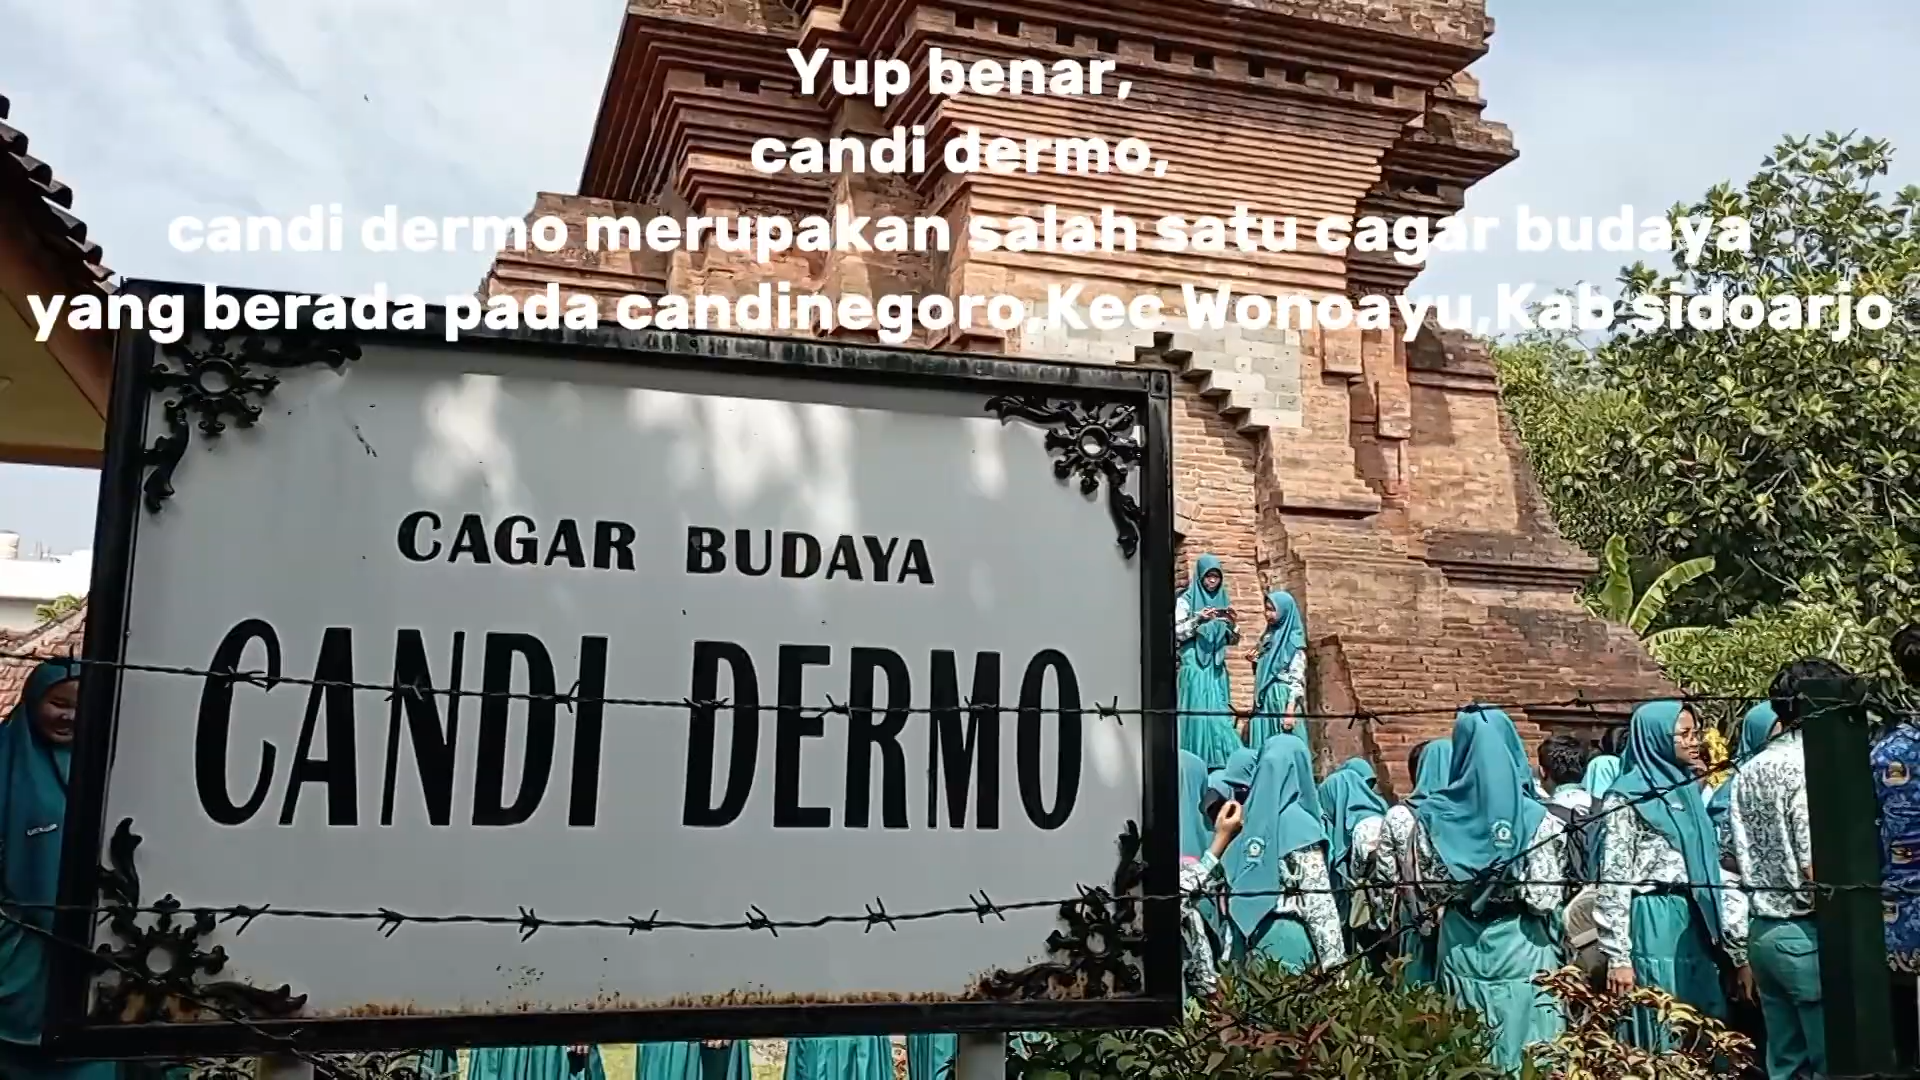 Yup benar,
candi dermo,
candi dermo merupakan salah satu cagar budaya
yang berada pada candinegoro,Kec Wonoayu,Kab sidoarjo
CAGAR BUDAYA
CANDI DERMO